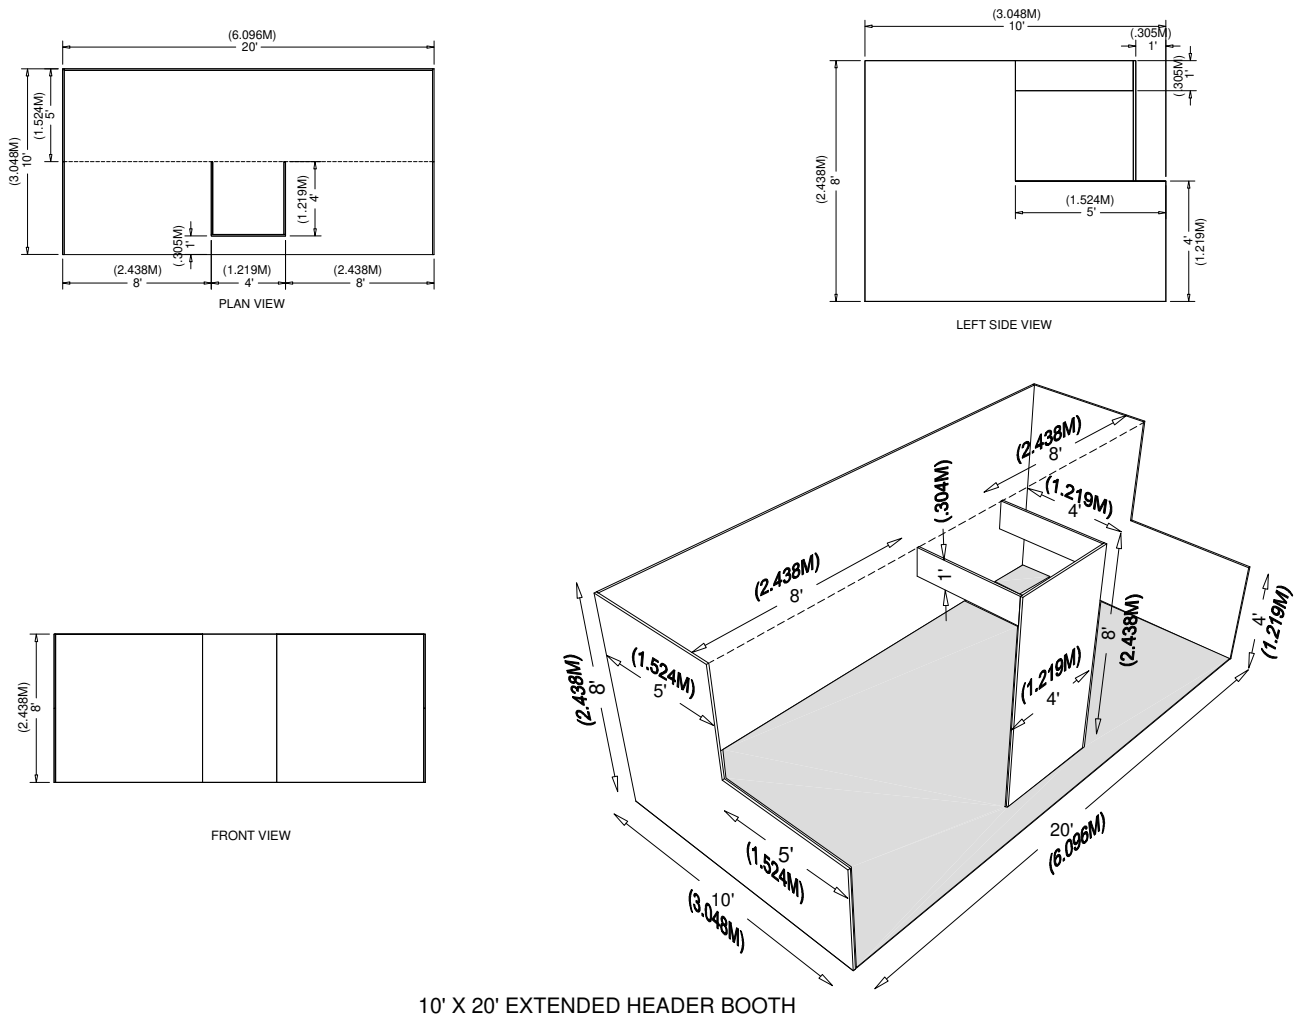 (6.096M)
20'
(1.524M)
5'
(3.048M)
10'
(1.219M)
4'
(.305M)
1'
(2.438M)
8'
(1.219M)
4'
(2.438M)
8'
PLAN VIEW
(3.048M)
10'
(.305M)
1'
(.305M)
1'
(2.438M)
8'
(1.524M)
5'
4'
(1.219M)
LEFT SIDE VIEW
(2.438M)
8'
FRONT VIEW
(2.438M)
8'
(1.219M)
4'
(.304M)
1'
(2.438M)
8'
(1.524M)
5'
(2.438M)
8'
8'
(2.438M)
(1.219M)
4'
4'
(1.219M)
5'
(1.524M)
10'
(3.048M)
20'
(6.096M)
10' X 20' EXTENDED HEADER BOOTH